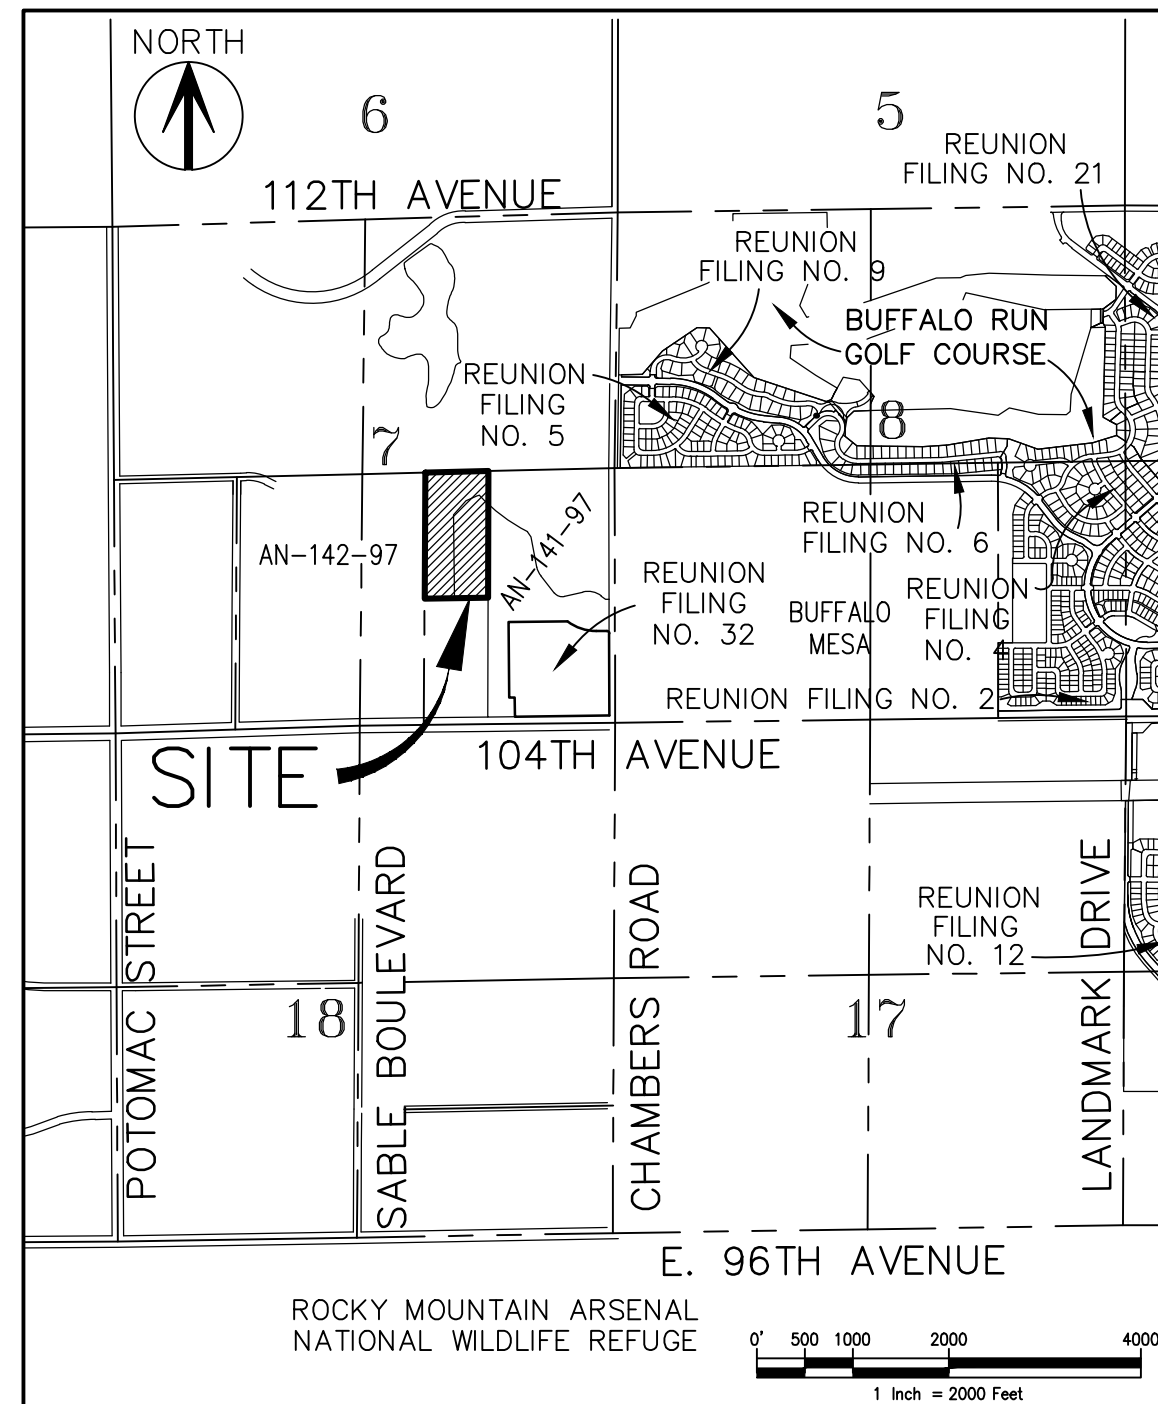 NORTH
6
5
REUNION
FILING NO. 21
112TH AVENUE
REUNION
FILING NO. 9
BUFFALO RUN
GOLF COURSE
REUNION
FILING
NO. 5
7
8
AN-142-97
AN-141-97
REUNION
FILING NO. 6
REUNION
FILING
NO. 32
BUFFALO
MESA
REUNION
FILING
NO. 4
REUNION FILING NO. 2
104TH AVENUE
SITE
POTOMAC STREET
SABLE BOULEVARD
CHAMBERS ROAD
LANDMARK DRIVE
REUNION
FILING
NO. 12
18
17
E. 96TH AVENUE
ROCKY MOUNTAIN ARSENAL
NATIONAL WILDLIFE REFUGE
0' 500 1000 2000 4000
1 Inch = 2000 Feet